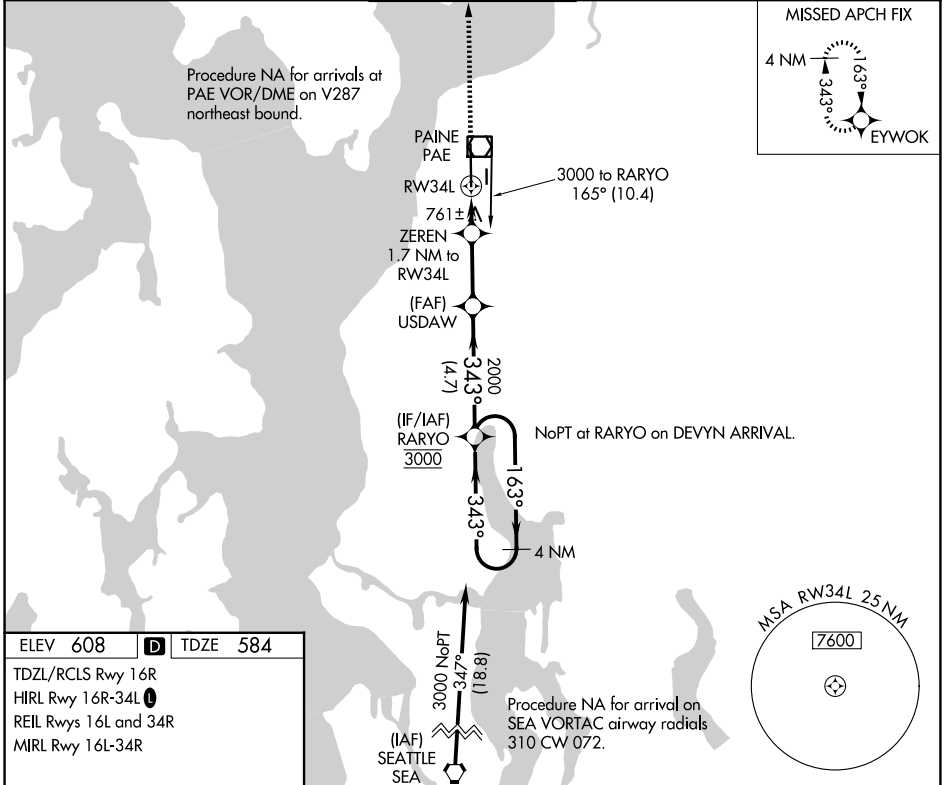 MISSED APCH FIX
4 NM
163°
343°
EYWOK
Procedure NA for arrivals at
PAE VOR/DME on V287
northeast bound.
PAINE
PAE
3000 to RARYO
165° (10.4)
RW34L
761±
ZEREN
1.7 NM to
RW34L
(FAF)
USDAW
2000
343°
(4.7)
(IF/IAF)
RARYO
3000
NoPT at RARYO on DEVYN ARRIVAL.
163°
343°
4 NM
MSA RW34L 25 NM
7600
3000 NoPT
347°
(18.8)
Procedure NA for arrival on
SEA VORTAC airway radials
310 CW 072.
(IAF)
SEATTLE
SEA
ELEV 608 D TDZE 584
TDZL/RCLS Rwy 16R
HIRL Rwy 16R-34L L
REIL Rwys 16L and 34R
MIRL Rwy 16L-34R